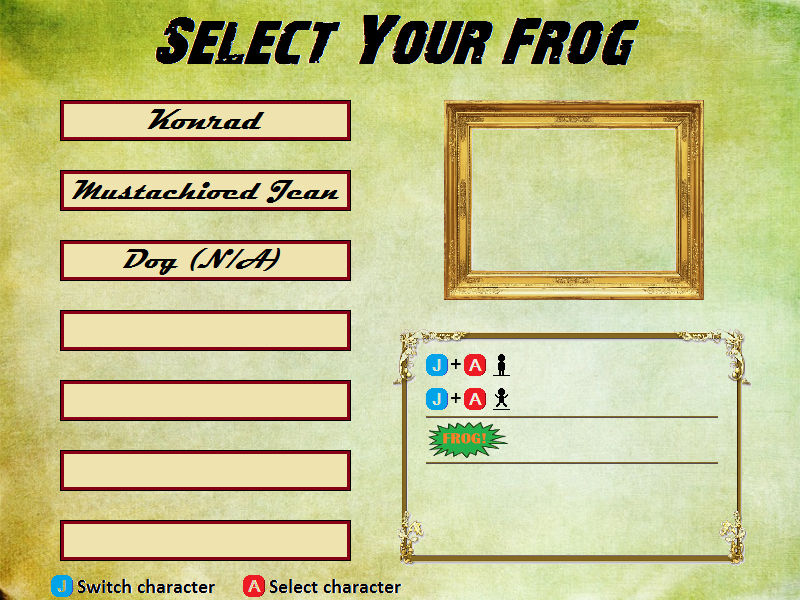 SELECT YOUR FROG
Konrad
Mustachioed Jean
Dog (N/A)
J + A
J + A
FROG!
J Switch character A Select character